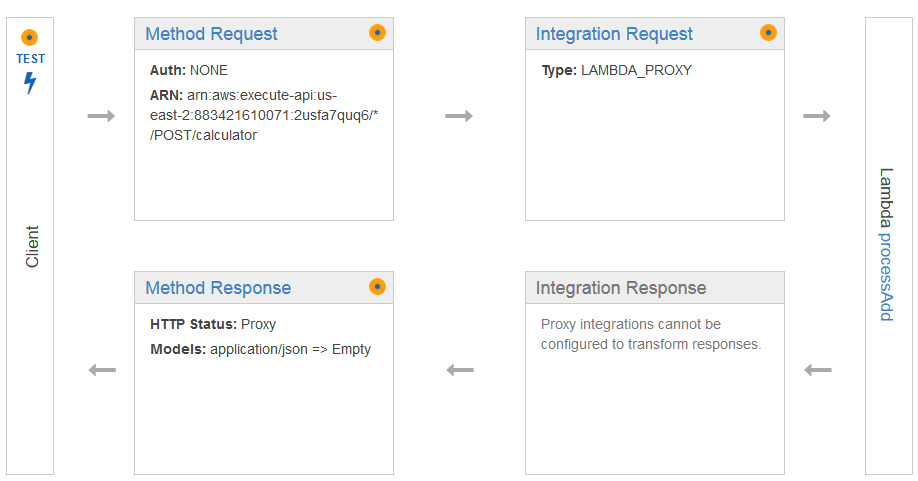 TEST
Client
Method Request
Auth: NONE
ARN: arn:aws:execute-api:us-
east-2:883421610071:2usfa7quq6/*
/POST/calculator
Integration Request
Type: LAMBDA_PROXY
Lambda processAdd
Method Response
HTTP Status: Proxy
Models: application/json => Empty
Integration Response
Proxy integrations cannot be
configured to transform responses.